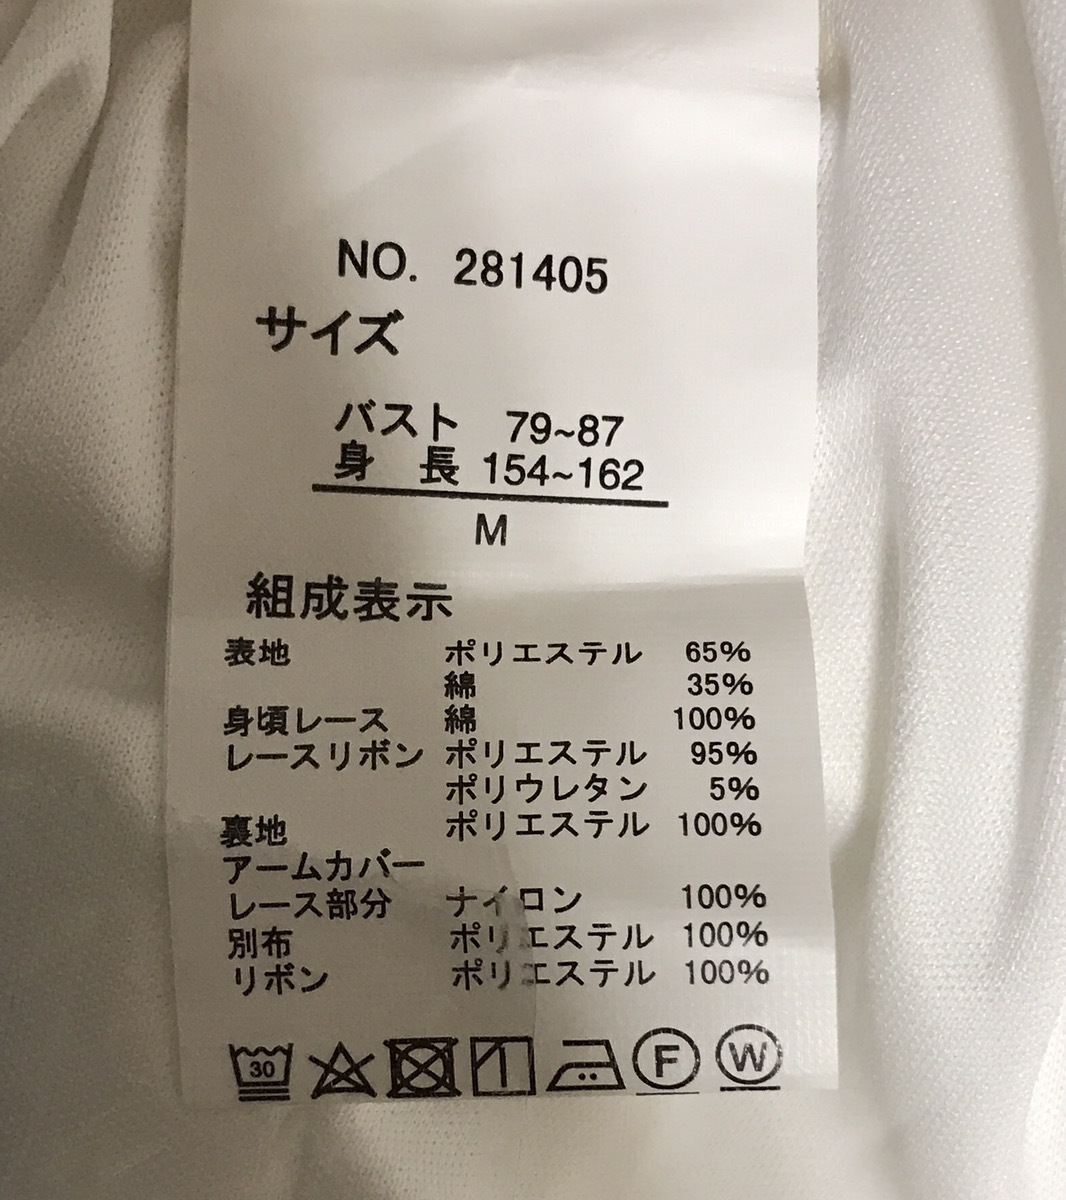 NO. 281405
サイズ
バスト 79~87
身 長 154~162
M
組成表示
表地 ポリエステル 65%
綿 35%
身頃レース 綿 100%
レースリボン ポリエステル 95%
ポリウレタン 5%
裏地 ポリエステル 100%
アームカバー
レース部分 ナイロン 100%
別布 ポリエステル 100%
リボン ポリエステル 100%
30 F W